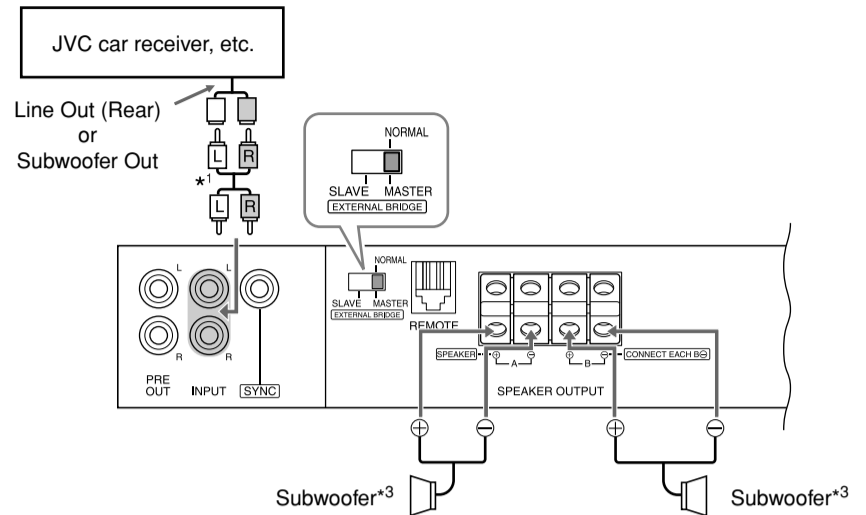 JVC car receiver, etc.
Line Out (Rear)
or
Subwoofer Out
L R
*1
L R
NORMAL
SLAVE MASTER
EXTERNAL BRIDGE
L L
NORMAL
SLAVE MASTER
EXTERNAL BRIDGE
REMOTE
R R
PRE OUT
INPUT
SYNC
SPEAKER
⊕ A ⊖
⊕ B ⊖
CONNECT EACH B⊖
SPEAKER OUTPUT
⊕ ⊖ ⊕ ⊖
Subwoofer*3
Subwoofer*3